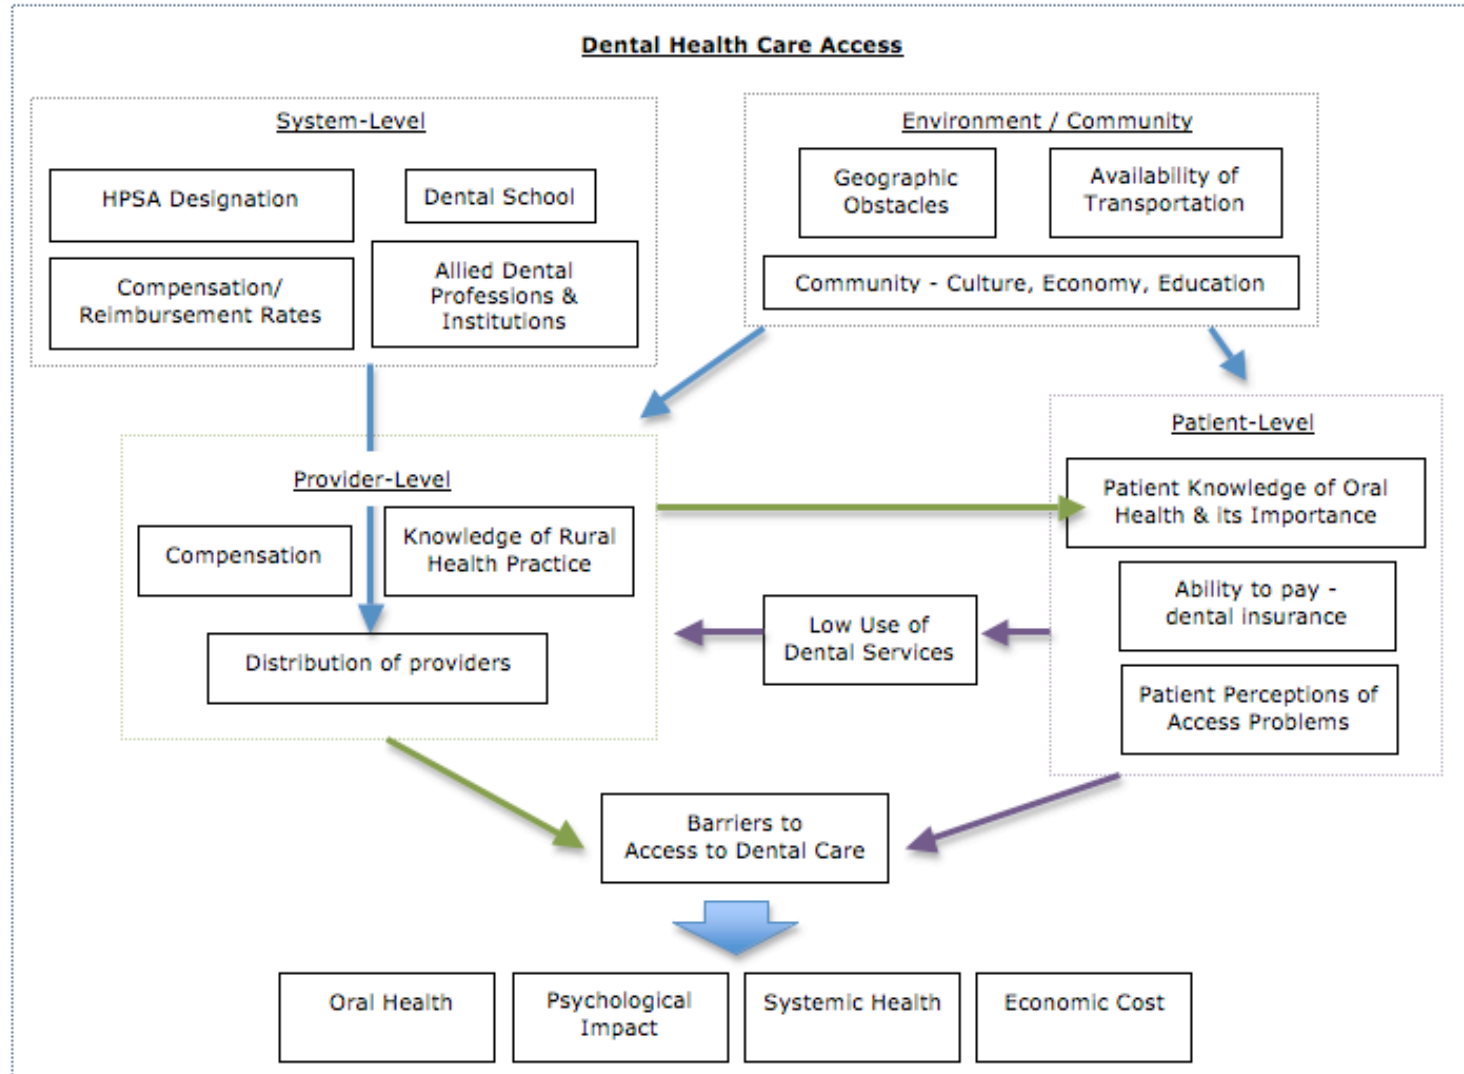 Dental Health Care Access
System-Level
HPSA Designation
Dental School
Compensation/
Reimbursement Rates
Allied Dental
Professions &
Institutions
Environment / Community
Geographic
Obstacles
Availability of
Transportation
Community - Culture, Economy, Education
Provider-Level
Compensation
Knowledge of Rural
Health Practice
Distribution of providers
Patient-Level
Patient Knowledge of Oral
Health & its Importance
Ability to pay -
dental insurance
Patient Perceptions of
Access Problems
Low Use of
Dental Services
Barriers to
Access to Dental Care
Oral Health
Psychological
Impact
Systemic Health
Economic Cost